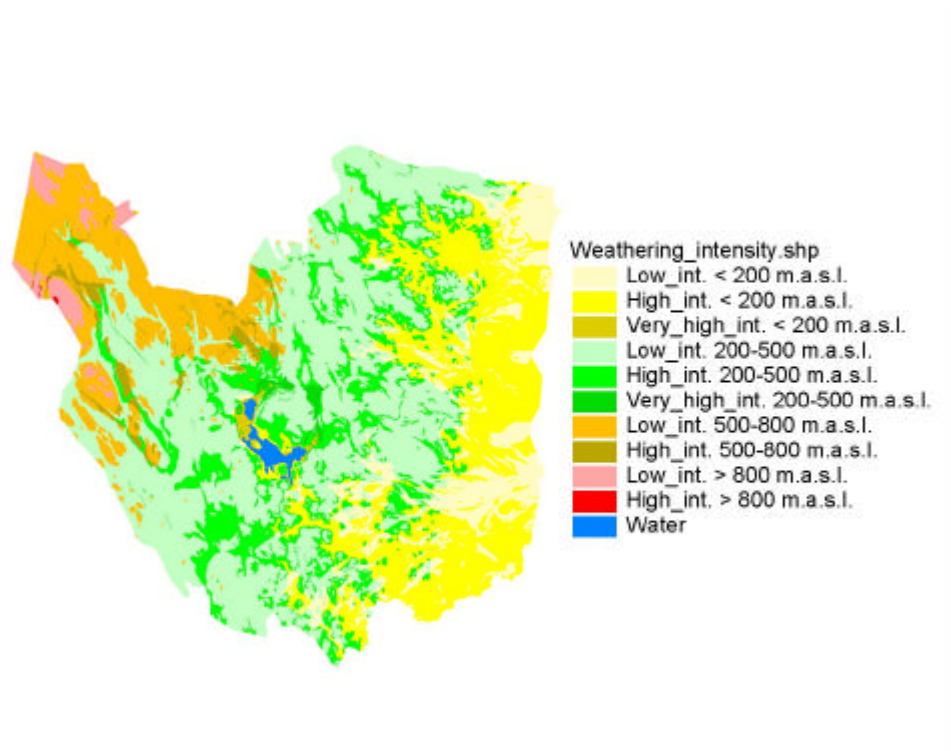 Weathering_intensity.shp
Low_int. < 200 m.a.s.l.
High_int. < 200 m.a.s.l.
Very_high_int. < 200 m.a.s.l.
Low_int. 200-500 m.a.s.l.
High_int. 200-500 m.a.s.l.
Very_high_int. 200-500 m.a.s.l.
Low_int. 500-800 m.a.s.l.
High_int. 500-800 m.a.s.l.
Low_int. > 800 m.a.s.l.
High_int. > 800 m.a.s.l.
Water